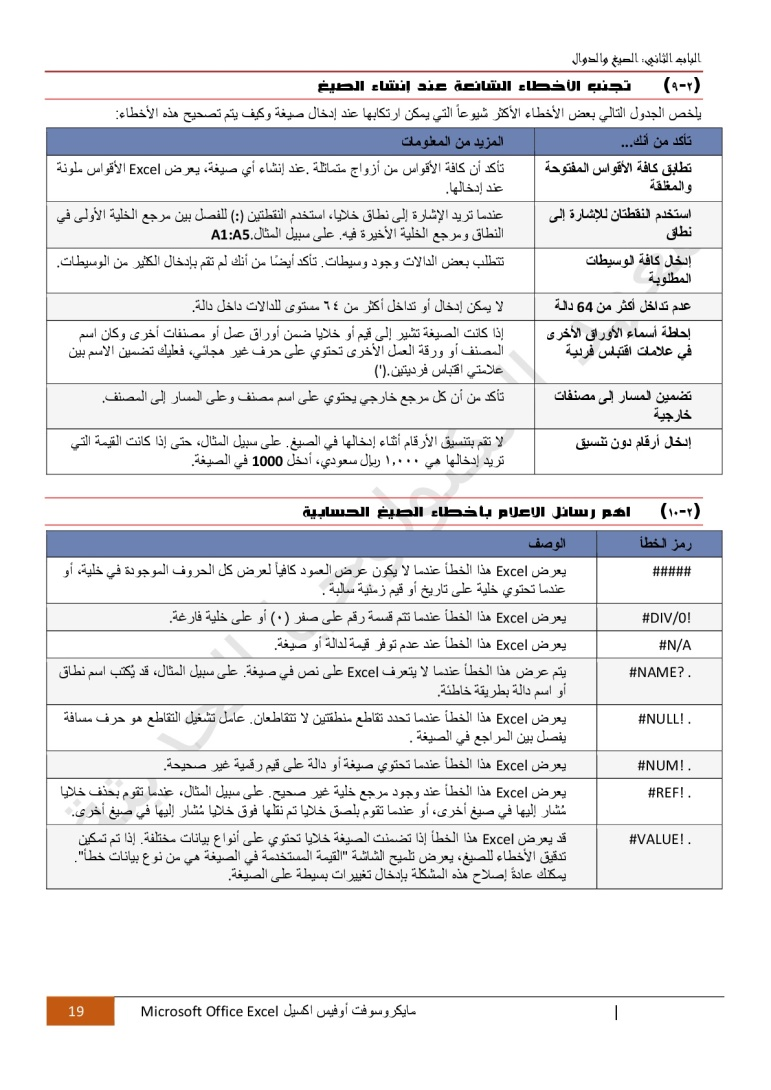 الباب الثاني: الصيغ والدوال
(٢-٩) تجنب الأخطاء الشائعة عند إنشاء الصيغ
يلخص الجدول التالي بعض الأخطاء الأكثر شيوعاً التي يمكن ارتكابها عند إدخال صيغة وكيف يتم تصحيح هذه الأخطاء:
تأكد من أنك... المزيد من المعلومات
تطابق كافة الأقواس المفتوحة تأكد أن كافة الأقواس من أزواج متماثلة .عند إنشاء أي صيغة، يعرض Excel الأقواس ملونة
والمغلقة عند إدخالها.
استخدم النقطتان للإشارة إلى عندما تريد الإشارة إلى نطاق خلايا، استخدم النقطتين (:) للفصل بين مرجع الخلية الأولى في
نطاق النطاق ومرجع الخلية الأخيرة فيه. على سبيل المثال.A1:A5
إدخال كافة الوسيطات تتطلب بعض الدالات وجود وسيطات. تأكد أيضًا من أنك لم تقم بإدخال الكثير من الوسيطات.
المطلوبة
عدم تداخل أكثر من 64 دالة لا يمكن إدخال أو تداخل أكثر من ٦٤ مستوى للدالات داخل دالة.
إحاطة أسماء الأوراق الأخرى إذا كانت الصيغة تشير إلى قيم أو خلايا ضمن أوراق عمل أو مصنفات أخرى وكان اسم
في علامات اقتباس فردية المصنف أو ورقة العمل الأخرى تحتوي على حرف غير هجائي، فعليك تضمين الاسم بين
علامتي اقتباس فرديتين.(')
تضمين المسار إلى مصنفات تأكد من أن كل مرجع خارجي يحتوي على اسم مصنف وعلى المسار إلى المصنف.
خارجية
إدخال أرقام دون تنسيق لا تقم بتنسيق الأرقام أثناء إدخالها في الصيغ. على سبيل المثال، حتى إذا كانت القيمة التي
تريد إدخالها هي ١,٠٠٠ ريال سعودي، أدخل 1000 في الصيغة.
(٢-١٠) اهم رسائل الاعلام بأخطاء الصيغ الحسابية
رمز الخطأ الوصف
##### يعرض Excel هذا الخطأ عندما لا يكون عرض العمود كافياً لعرض كل الحروف الموجودة في خلية، أو
عندما تحتوي خلية على تاريخ أو قيم زمنية سالبة .
#DIV/0! يعرض Excel هذا الخطأ عندما تتم قسمة رقم على صفر (٠) أو على خلية فارغة.
#N/A يعرض Excel هذا الخطأ عند عدم توفر قيمة لدالة أو صيغة.
#NAME? . يتم عرض هذا الخطأ عندما لا يتعرف Excel على نص في صيغة. على سبيل المثال، قد يُكتب اسم نطاق
أو اسم دالة بطريقة خاطئة.
#NULL! . يعرض Excel هذا الخطأ عندما تحدد تقاطع منطقتين لا تتقاطعان. عامل تشغيل التقاطع هو حرف مسافة
يفصل بين المراجع في الصيغة .
#NUM! . يعرض Excel هذا الخطأ عندما تحتوي صيغة أو دالة على قيم رقمية غير صحيحة.
#REF! . يعرض Excel هذا الخطأ عند وجود مرجع خلية غير صحيح. على سبيل المثال، عندما تقوم بحذف خلايا
مُشار إليها في صيغ أخرى، أو عندما تقوم بلصق خلايا تم نقلها فوق خلايا مُشار إليها في صيغ أخرى.
#VALUE! . قد يعرض Excel هذا الخطأ إذا تضمنت الصيغة خلايا تحتوي على أنواع بيانات مختلفة. إذا تم تمكين
تدقيق الأخطاء للصيغ، يعرض تلميح الشاشة "القيمة المستخدمة في الصيغة هي من نوع بيانات خطأ".
يمكنك عادةً إصلاح هذه المشكلة بإدخال تغييرات بسيطة على الصيغة.
| مايكروسوفت أوفيس اكسيل Microsoft Office Excel 19